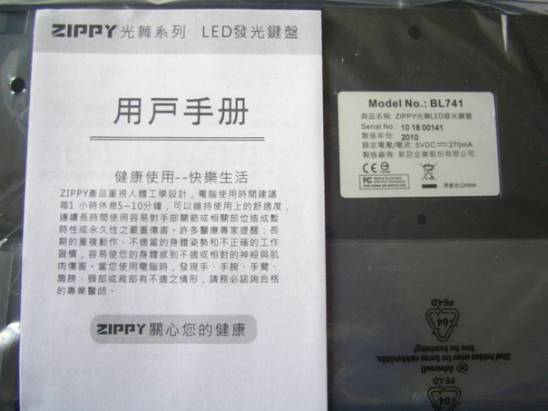 ZIPPY 光舞系列 LED發光鍵盤
用戶手册
健康使用--快樂生活
ZIPPY產品重視人體工學設計，電腦使用時間建議
每1小時休息5~10分鐘，可以維持使用上的舒適度，
連續長時間使用容易對手部關節或相關部位造成暫
時性或永久性之嚴重傷害。許多醫療專家提醒：長
期的重複動作、不適當的身體姿勢和不正確的工作
習慣，容易使您的身體感到不適或相對的神經與肌
肉傷害。當您使用電腦時，發現手、手腕、手臂、
肩膀、頸部或背部有不適之情形，請務必諮詢合格
的專業醫師。
ZIPPY 關心您的健康
Model No.: BL741
商品名稱: ZIPPY光舞LED發光鍵盤
Serial No.: 10 18 00141
製造年份: 2010
額定電壓/電流: 5VDC 270mA
製造廠商: 新巨企業股份有限公司
CE FC
原產地:CHINA
04
PE-LD
04
PE-LD